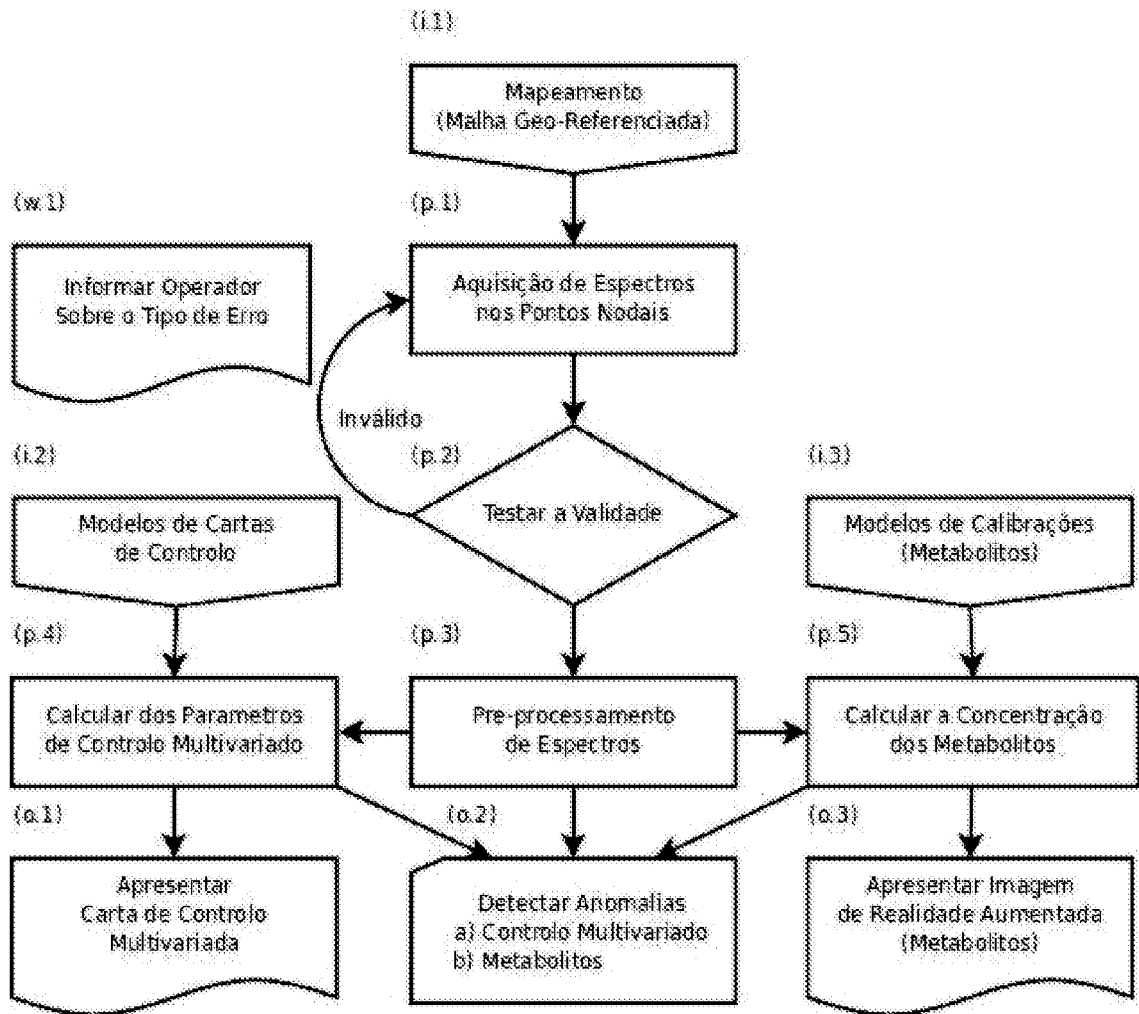 (i.1)
Mapeamento
(Malha Geo-Referenciada)
(w.1)
(p.1)
Informar Operador
Sobre o Tipo de Erro
Aquisição de Espectros
nos Pontos Nodais
Inválido
(i.2)
(p.2)
(i.3)
Modelos de Cartas
de Controlo
Testar a Validade
Modelos de Calibrações
(Metabolitos)
(p.4)
(p.3)
(p.5)
Calcular dos Parametros
de Controlo Multivariado
Pre-processamento
de Espectros
Calcular a Concentração
dos Metabolitos
(o.1)
(o.2)
(o.3)
Apresentar
Carta de Controlo
Multivariada
Detectar Anomalias
a) Controlo Multivariado
b) Metabolitos
Apresentar Imagem
de Realidade Aumentada
(Metabolitos)